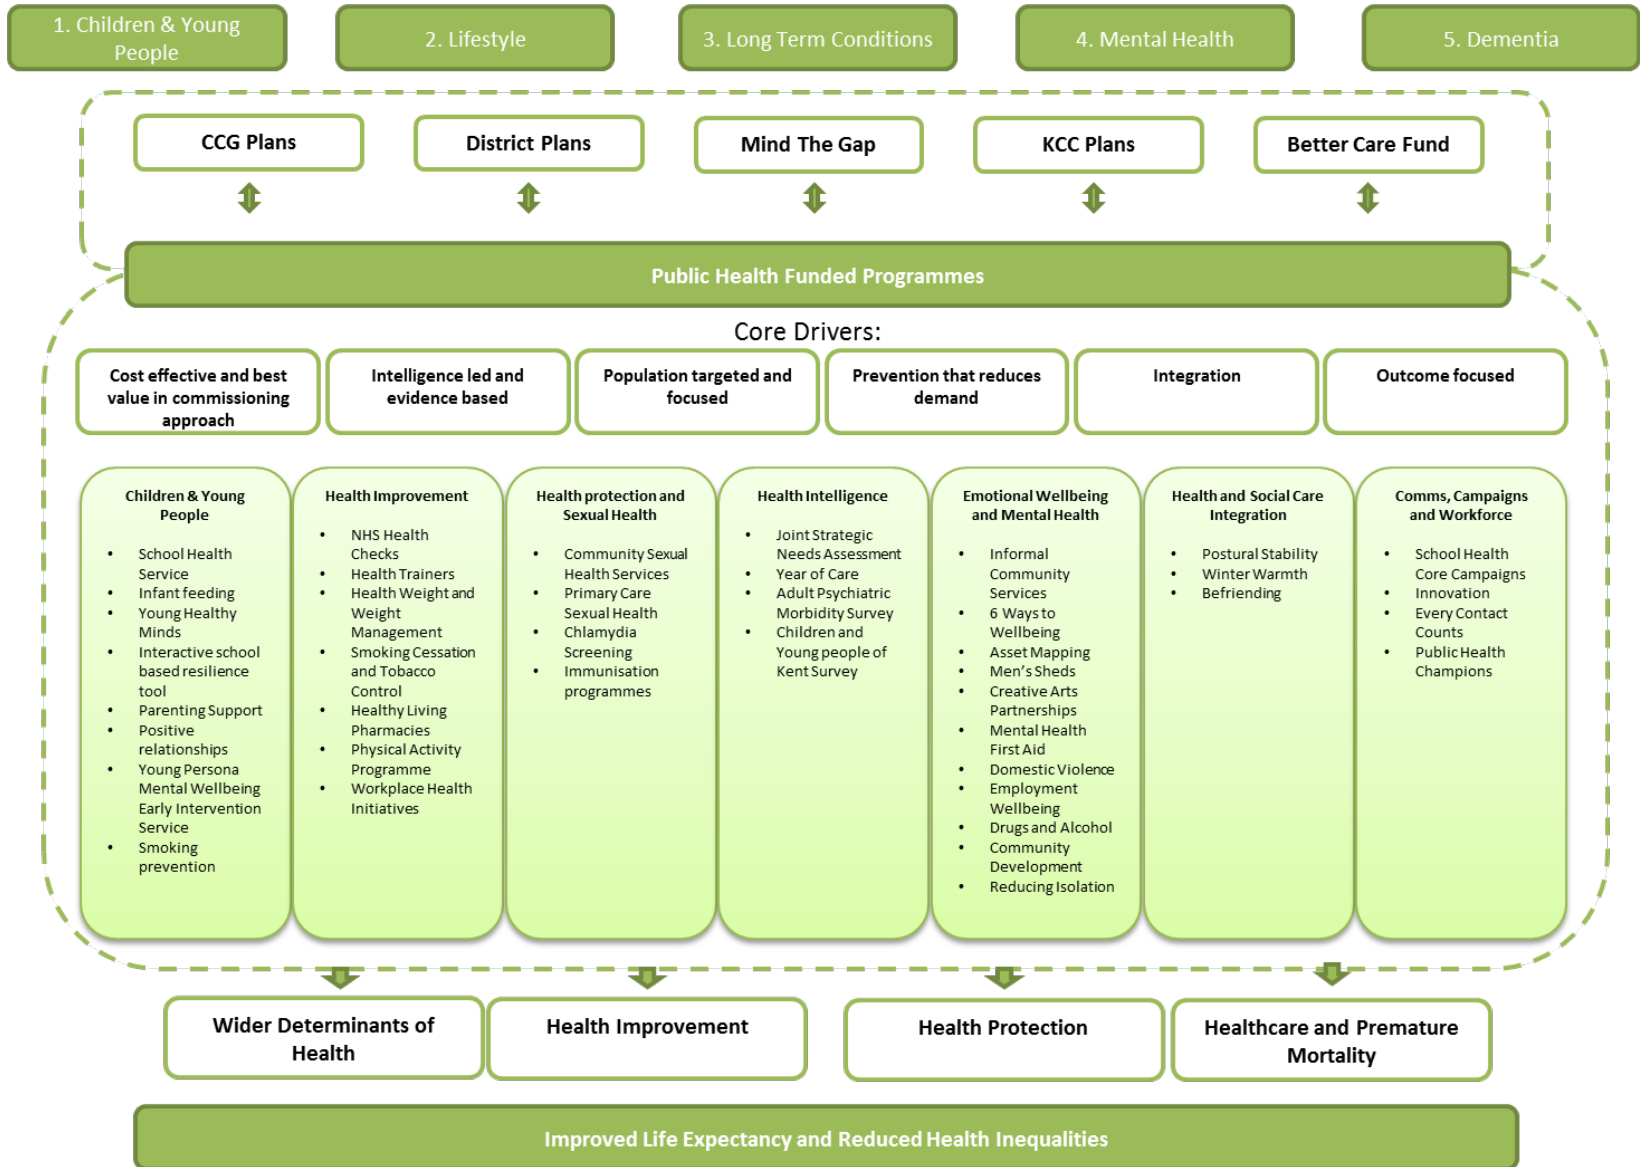 1. Children & Young
People
2. Lifestyle
3. Long Term Conditions
4. Mental Health
5. Dementia
CCG Plans
District Plans
Mind The Gap
KCC Plans
Better Care Fund
Public Health Funded Programmes
Core Drivers:
Cost effective and best
value in commissioning
approach
Intelligence led and
evidence based
Population targeted and
focused
Prevention that reduces
demand
Integration
Outcome focused
Children & Young
People
• School Health
Service
• Infant feeding
• Young Healthy
Minds
• Interactive school
based resilience
tool
• Parenting Support
• Positive
relationships
• Young Persona
Mental Wellbeing
Early Intervention
Service
• Smoking
prevention
Health Improvement
• NHS Health
Checks
• Health Trainers
• Health Weight and
Weight
Management
• Smoking Cessation
and Tobacco
Control
• Healthy Living
Pharmacies
• Physical Activity
Programme
• Workplace Health
Initiatives
Health protection and
Sexual Health
• Community Sexual
Health Services
• Primary Care
Sexual Health
• Chlamydia
Screening
• Immunisation
programmes
Health Intelligence
• Joint Strategic
Needs Assessment
• Year of Care
• Adult Psychiatric
Morbidity Survey
• Children and
Young people of
Kent Survey
Emotional Wellbeing
and Mental Health
• Informal
Community
Services
• 6 Ways to
Wellbeing
• Asset Mapping
• Men's Sheds
• Creative Arts
Partnerships
• Mental Health
First Aid
• Domestic Violence
• Employment
Wellbeing
• Drugs and Alcohol
• Community
Development
• Reducing Isolation
Health and Social Care
Integration
• Postural Stability
• Winter Warmth
• Befriending
Comms, Campaigns
and Workforce
• School Health
Core Campaigns
• Innovation
• Every Contact
Counts
• Public Health
Champions
Wider Determinants of
Health
Health Improvement
Health Protection
Healthcare and Premature
Mortality
Improved Life Expectancy and Reduced Health Inequalities